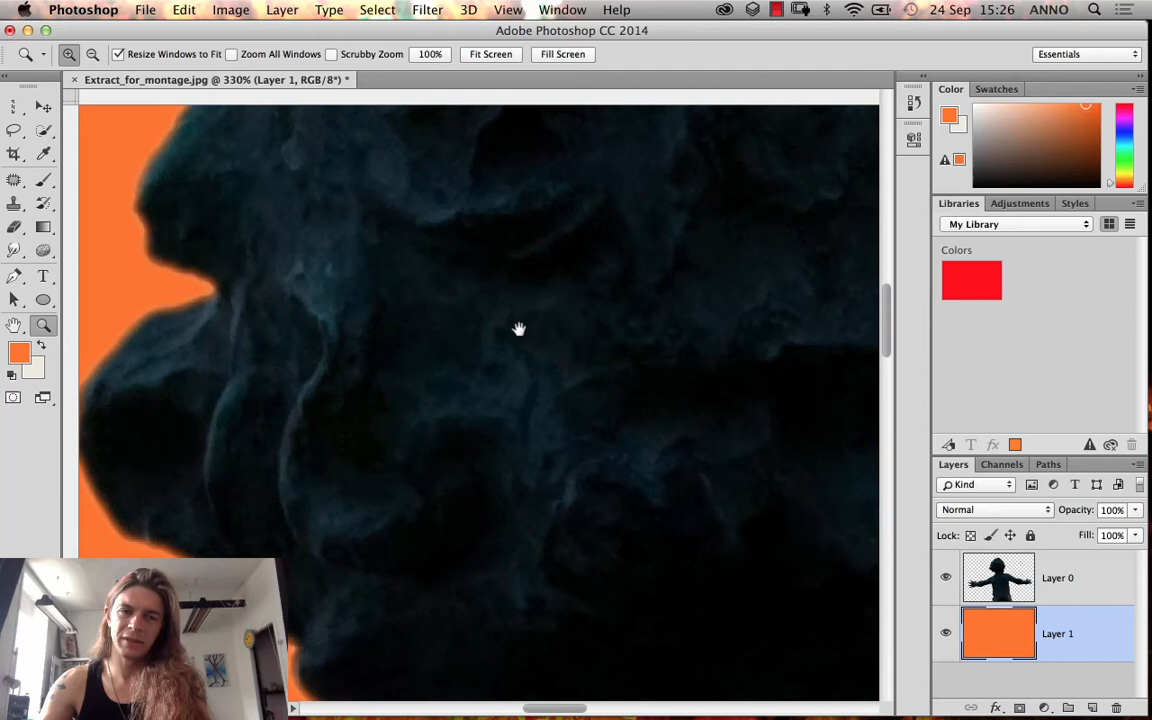 Photoshop File Edit Image Layer Type Select Filter 3D View Window Help 24 Sep 15:26 ANNO
Adobe Photoshop CC 2014
Resize Windows to Fit Zoom All Windows Scrubby Zoom 100% Fit Screen Fill Screen Essentials
× Extract_for_montage.jpg @ 330% (Layer 1, RGB/8*) *
Color Swatches
Libraries Adjustments Styles
My Library
Colors
Layers Channels Paths
Kind
Normal Opacity: 100%
Lock: Fill: 100%
Layer 0
Layer 1